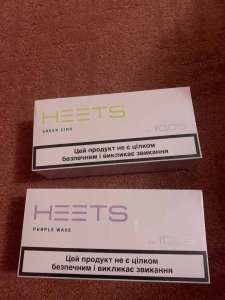 HEETS
GREEN ZING
IQOS
Цей продукт не є цілком
безпечним і викликає звикання
HEETS
PURPLE WAVE
Цей продукт не є цілком
безпечним і викликає звикання